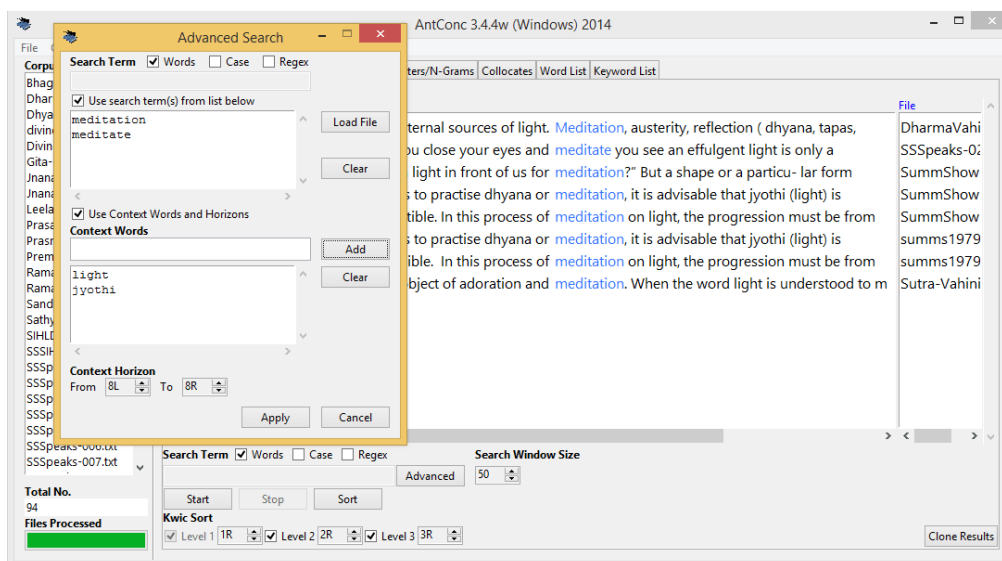 AntConc 3.4.4w (Windows) 2014
Advanced Search
File
Search Term Words Case Regex
Use search term(s) from list below
meditation
meditate
Load File
Clear
Use Context Words and Horizons
Context Words
Add
light
jyothi
Clear
Context Horizon
From 8L To 8R
Apply Cancel
Corpu
Bhag
Dhar
Dhya
divin
Divin
Gita-
Jnana
Jnana
Leela
Prasa
Prasr
Prem
Rama
Rama
Sand
Sathy
SIHLD
SSSIH
SSSp
SSSp
SSSp
SSSp
SSSp
SSSpeaks-006.txt
SSSpeaks-007.txt
Total No.
94
Files Processed
ters/N-Grams Collocates Word List Keyword List
File
ternal sources of light. Meditation, austerity, reflection ( dhyana, tapas, DharmaVahi
ou close your eyes and meditate you see an effulgent light is only a SSSpeaks-02
light in front of us for meditation?" But a shape or a particu- lar form SummShow
s to practise dhyana or meditation, it is advisable that jyothi (light) is SummShow
tible. In this process of meditation on light, the progression must be from SummShow
s to practise dhyana or meditation, it is advisable that jyothi (light) is summs1979
ible. In this process of meditation on light, the progression must be from summs1979
bject of adoration and meditation. When the word light is understood to m Sutra-Vahini
Search Term Words Case Regex Search Window Size
Advanced 50
Start Stop Sort
Kwic Sort
Level 1 1R Level 2 2R Level 3 3R
Clone Results